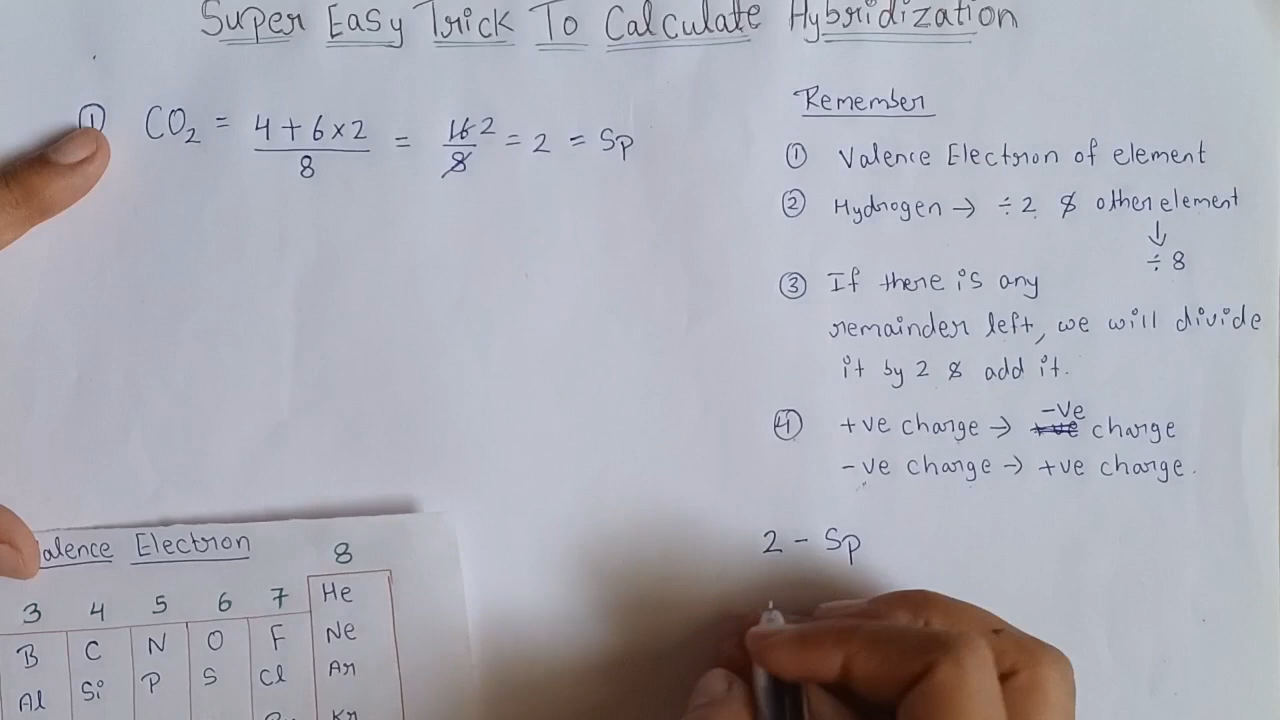 Super Easy Trick To Calculate Hybridization
① CO₂ = 4+6×2/8 = 16/8 2 = 2 = Sp
Remember
① Valence Electron of element
② Hydrogen → ÷2 & other element
↓
÷8
③ If there is any
remainder left, we will divide
it by 2 & add it.
④ +ve charge → -ve charge
-ve charge → +ve charge.
2 - Sp
alence Electron
8
3 4 5 6 7 He
B C N O F Ne
Al Si P S Cl Ar
Kr